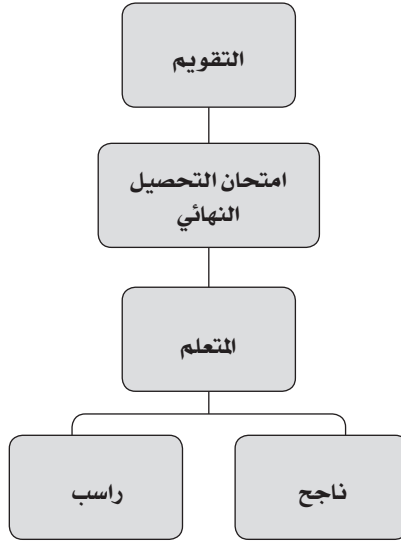 التقويم
امتحان التحصيل
النهائي
المتعلم
ناجح
راسب